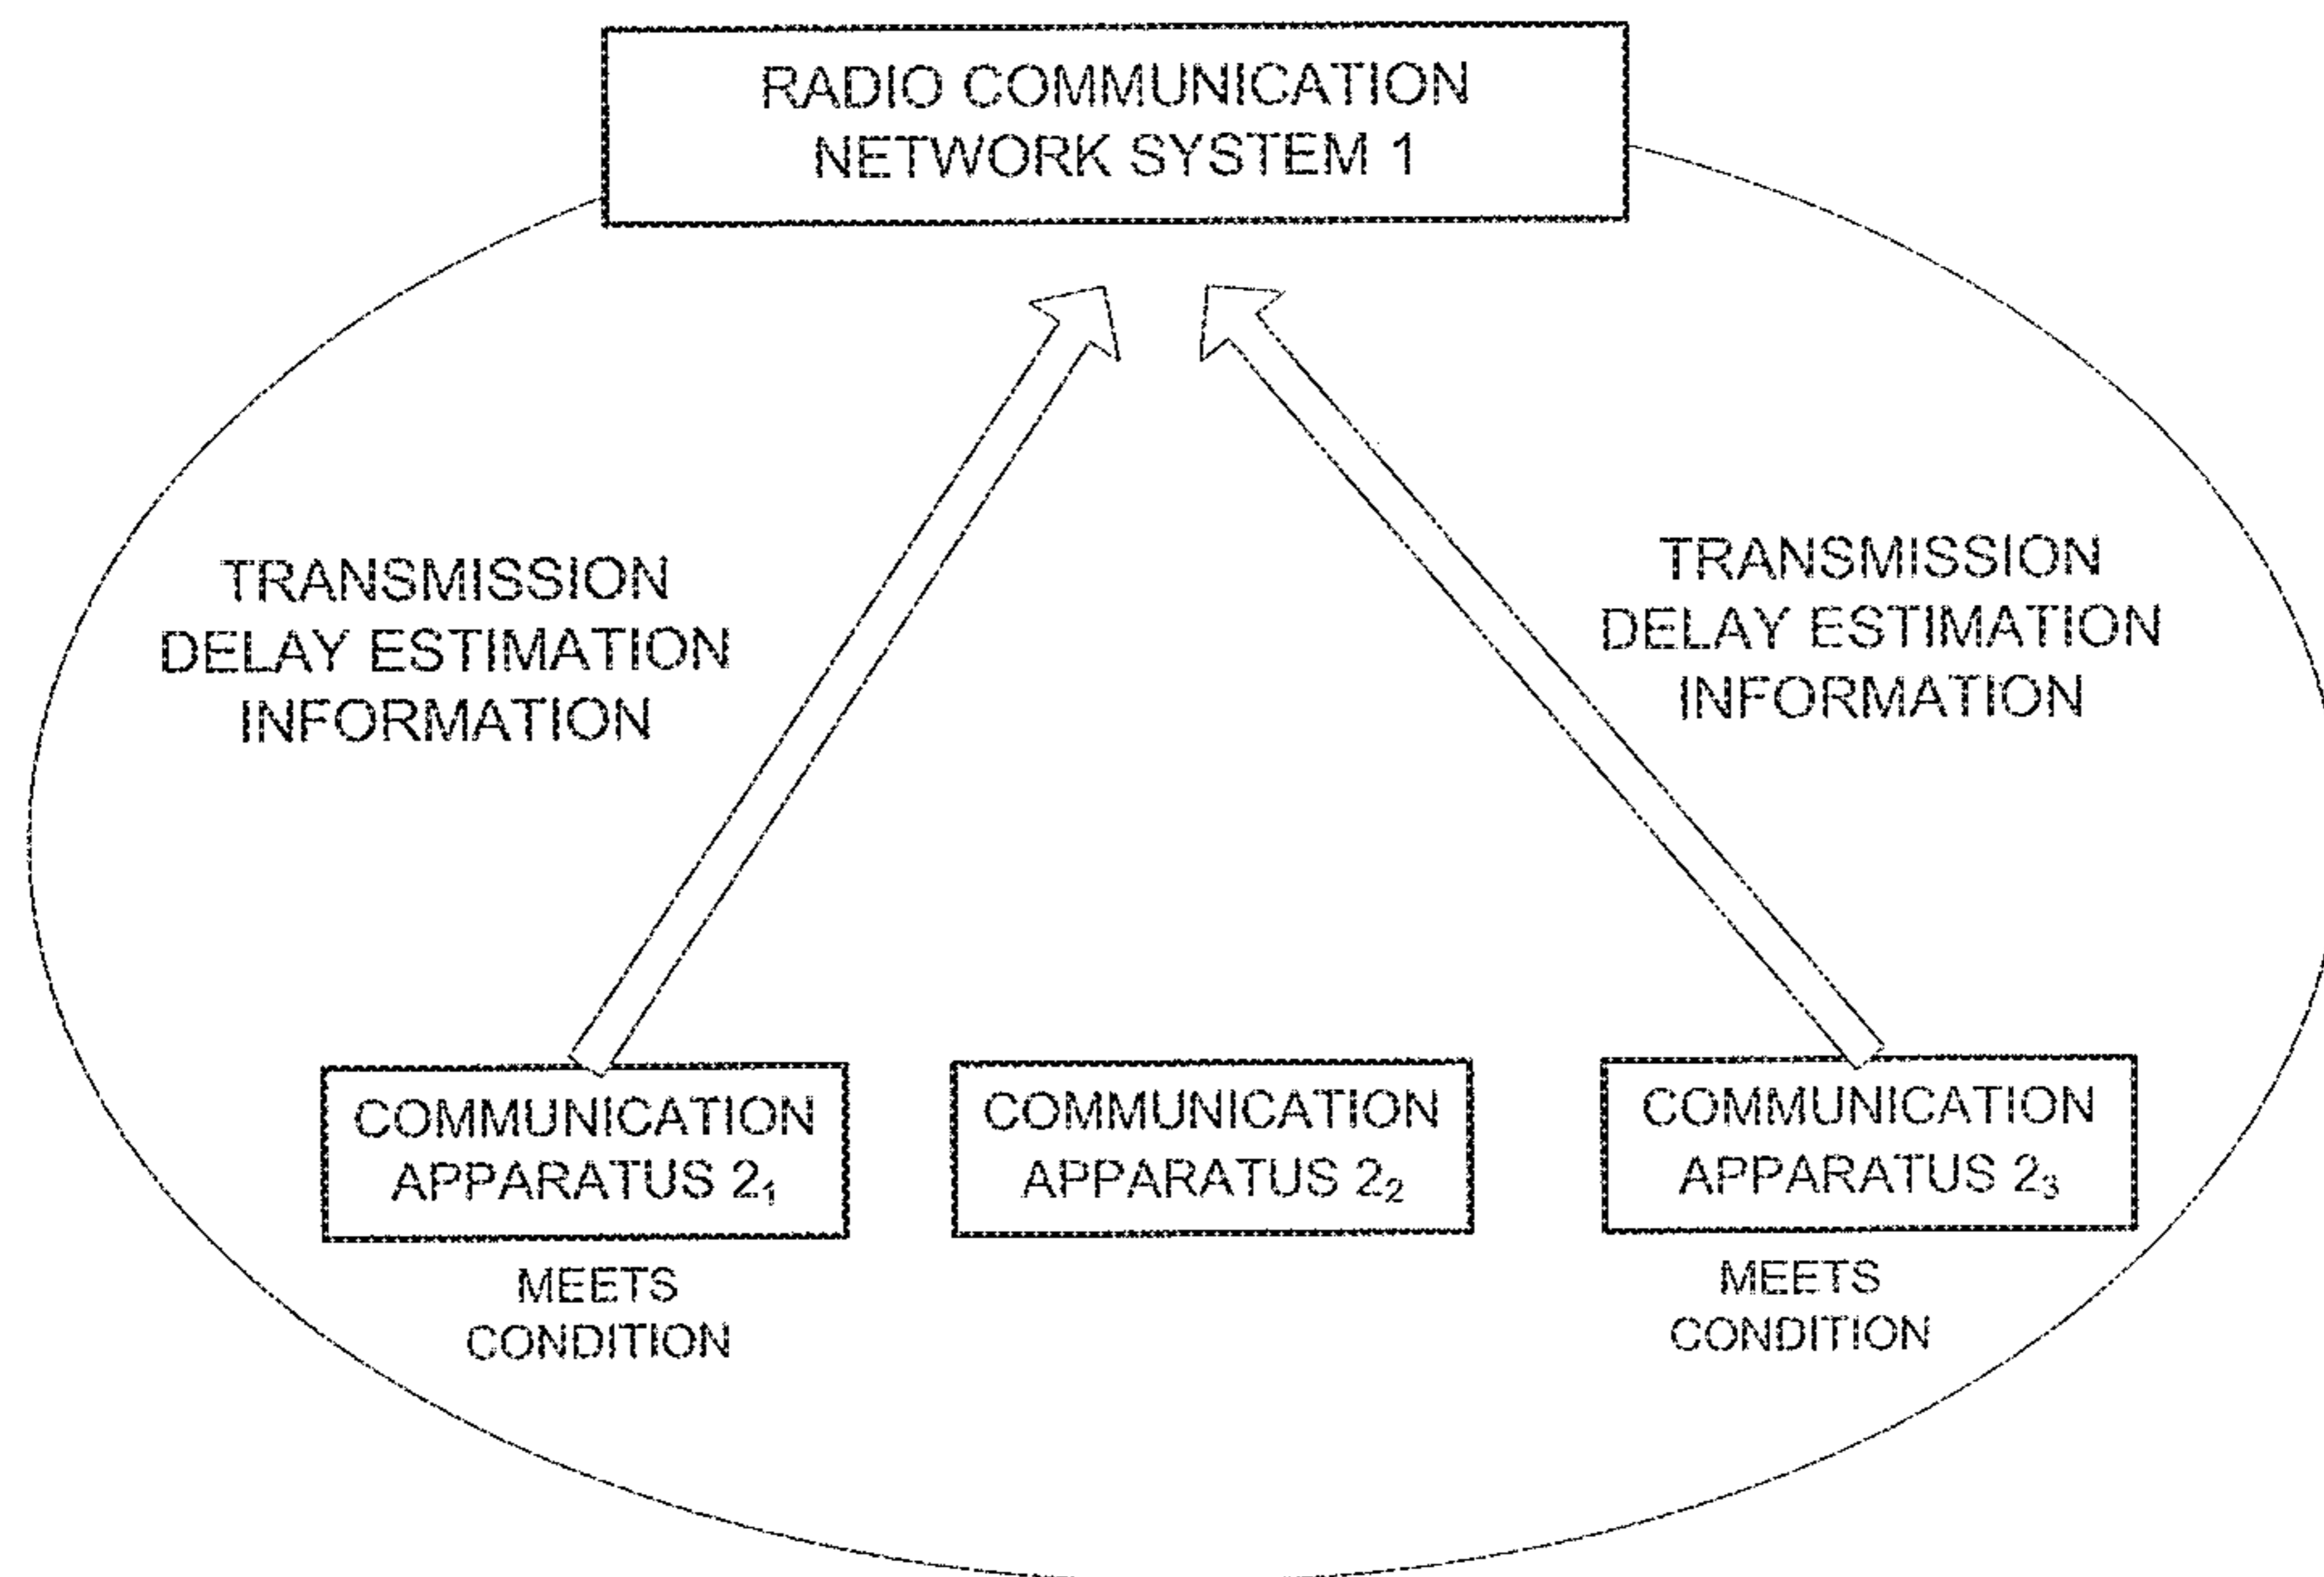 RADIO COMMUNICATION
NETWORK SYSTEM 1
TRANSMISSION
DELAY ESTIMATION
INFORMATION
TRANSMISSION
DELAY ESTIMATION
INFORMATION
COMMUNICATION
APPARATUS 2₁
MEETS
CONDITION
COMMUNICATION
APPARATUS 2₂
COMMUNICATION
APPARATUS 2₃
MEETS
CONDITION